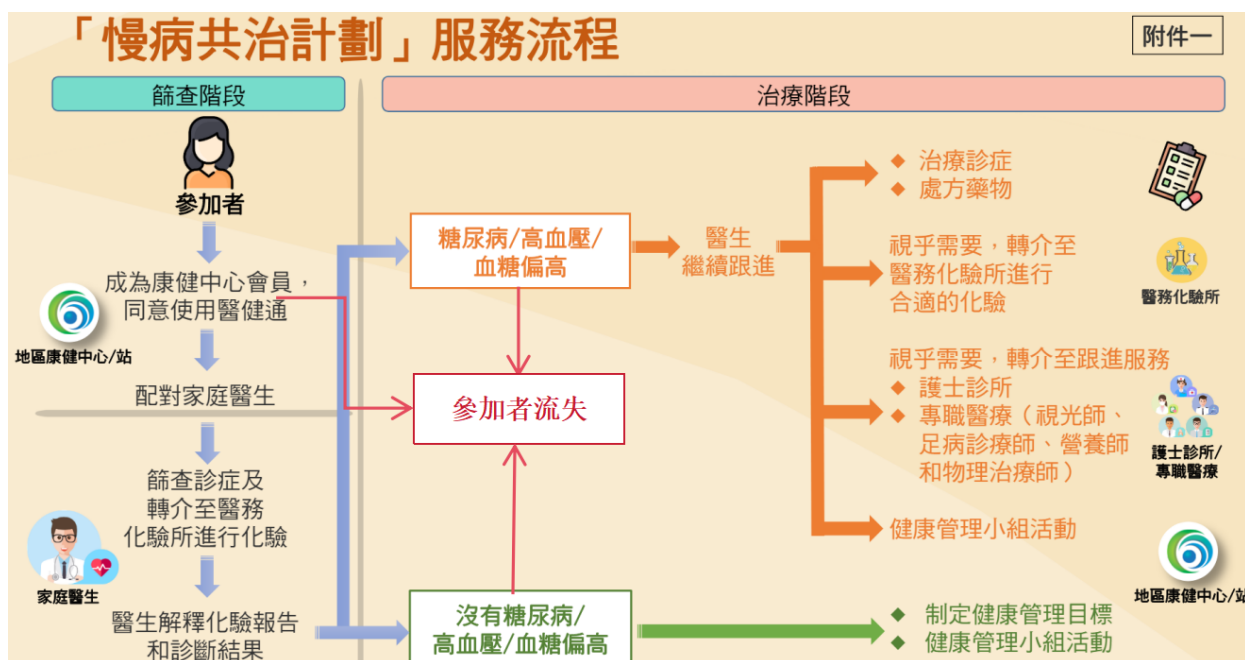 「慢病共治計劃」服務流程
附件一
篩查階段
參加者
成為康健中心會員，
同意使用醫健通
地區康健中心/站
配對家庭醫生
篩查診症及
轉介至醫務
化驗所進行化驗
家庭醫生
醫生解釋化驗報告
和診斷結果
治療階段
糖尿病/高血壓/
血糖偏高
醫生
繼續跟進
參加者流失
沒有糖尿病/
高血壓/血糖偏高
◆ 治療診症
◆ 處方藥物
視乎需要，轉介至
醫務化驗所進行
合適的化驗
醫務化驗所
視乎需要，轉介至跟進服務
◆ 護士診所
◆ 專職醫療（視光師、
足病診療師、營養師
和物理治療師）
護士診所/
專職醫療
健康管理小組活動
地區康健中心/站
◆ 制定健康管理目標
◆ 健康管理小組活動